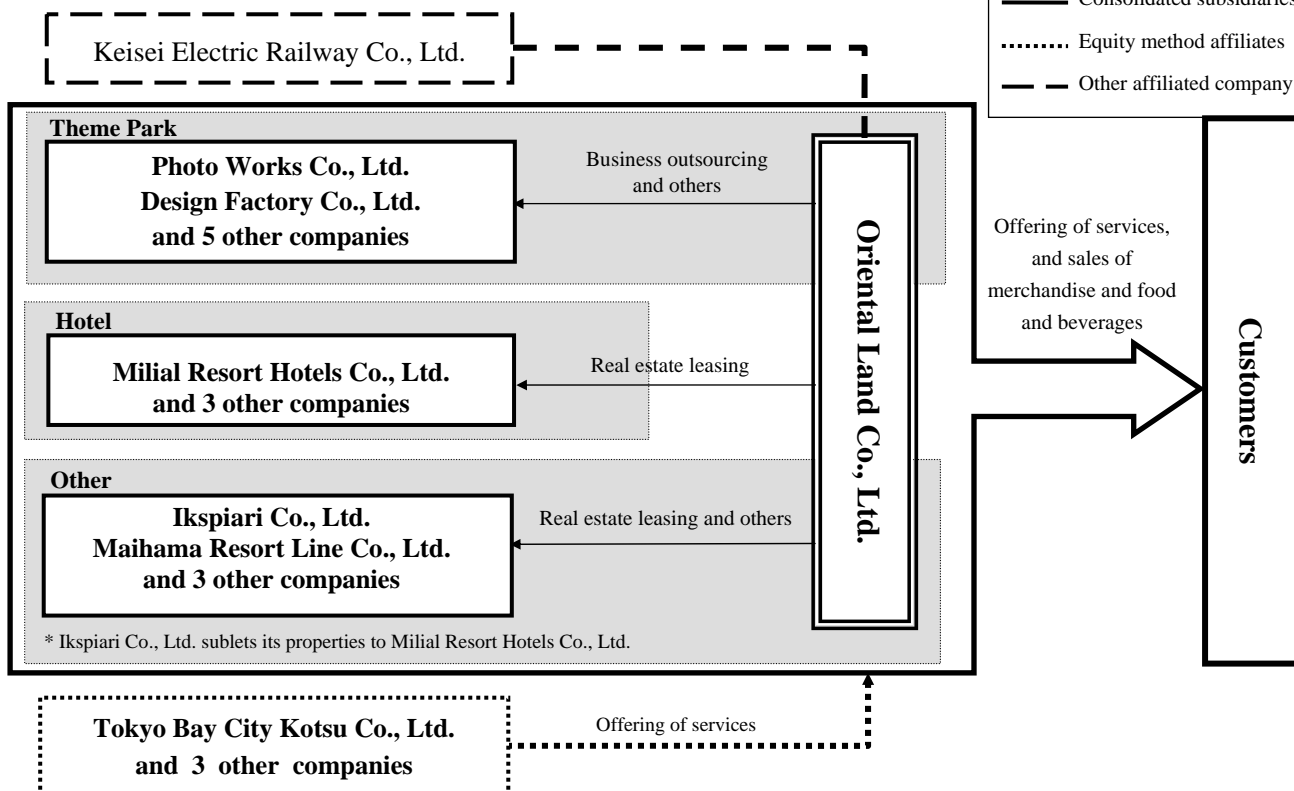 Consolidated subsidiaries
Keisei Electric Railway Co., Ltd.
Equity method affiliates
Other affiliated company
Theme Park
Photo Works Co., Ltd.
Design Factory Co., Ltd.
and 5 other companies
Business outsourcing
and others
Oriental Land Co., Ltd.
Offering of services,
and sales of
merchandise and food
and beverages
Customers
Hotel
Milial Resort Hotels Co., Ltd.
and 3 other companies
Real estate leasing
Other
Ikspiari Co., Ltd.
Maihama Resort Line Co., Ltd.
and 3 other companies
Real estate leasing and others
* Ikspiari Co., Ltd. sublets its properties to Milial Resort Hotels Co., Ltd.
Tokyo Bay City Kotsu Co., Ltd.
and 3 other companies
Offering of services